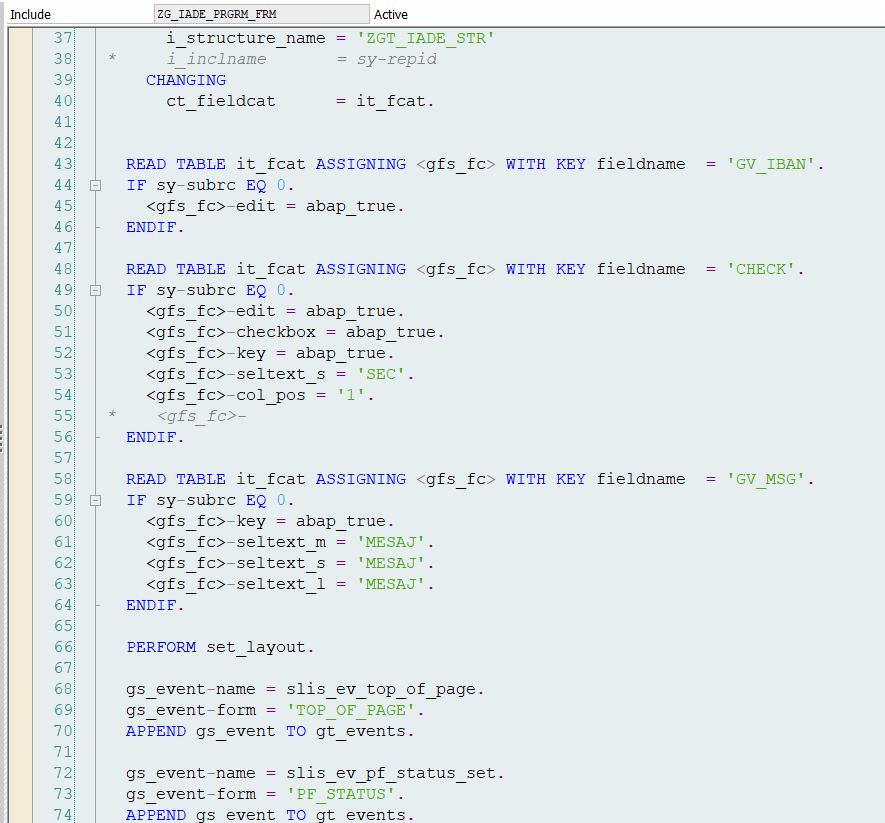 Include ZG_IADE_PRGRM_FRM Active
37 i_structure_name = 'ZGT_IADE_STR'
38 * i_inclname = sy-repid
39 CHANGING
40 ct_fieldcat = it_fcat.
41
42
43 READ TABLE it_fcat ASSIGNING <gfs_fc> WITH KEY fieldname = 'GV_IBAN'.
44 IF sy-subrc EQ 0.
45 <gfs_fc>-edit = abap_true.
46 ENDIF.
47
48 READ TABLE it_fcat ASSIGNING <gfs_fc> WITH KEY fieldname = 'CHECK'.
49 IF sy-subrc EQ 0.
50 <gfs_fc>-edit = abap_true.
51 <gfs_fc>-checkbox = abap_true.
52 <gfs_fc>-key = abap_true.
53 <gfs_fc>-seltext_s = 'SEC'.
54 <gfs_fc>-col_pos = '1'.
55 * <gfs_fc>-
56 ENDIF.
57
58 READ TABLE it_fcat ASSIGNING <gfs_fc> WITH KEY fieldname = 'GV_MSG'.
59 IF sy-subrc EQ 0.
60 <gfs_fc>-key = abap_true.
61 <gfs_fc>-seltext_m = 'MESAJ'.
62 <gfs_fc>-seltext_s = 'MESAJ'.
63 <gfs_fc>-seltext_l = 'MESAJ'.
64 ENDIF.
65
66 PERFORM set_layout.
67
68 gs_event-name = slis_ev_top_of_page.
69 gs_event-form = 'TOP_OF_PAGE'.
70 APPEND gs_event TO gt_events.
71
72 gs_event-name = slis_ev_pf_status_set.
73 gs_event-form = 'PF_STATUS'.
74 APPEND gs_event TO gt_events.